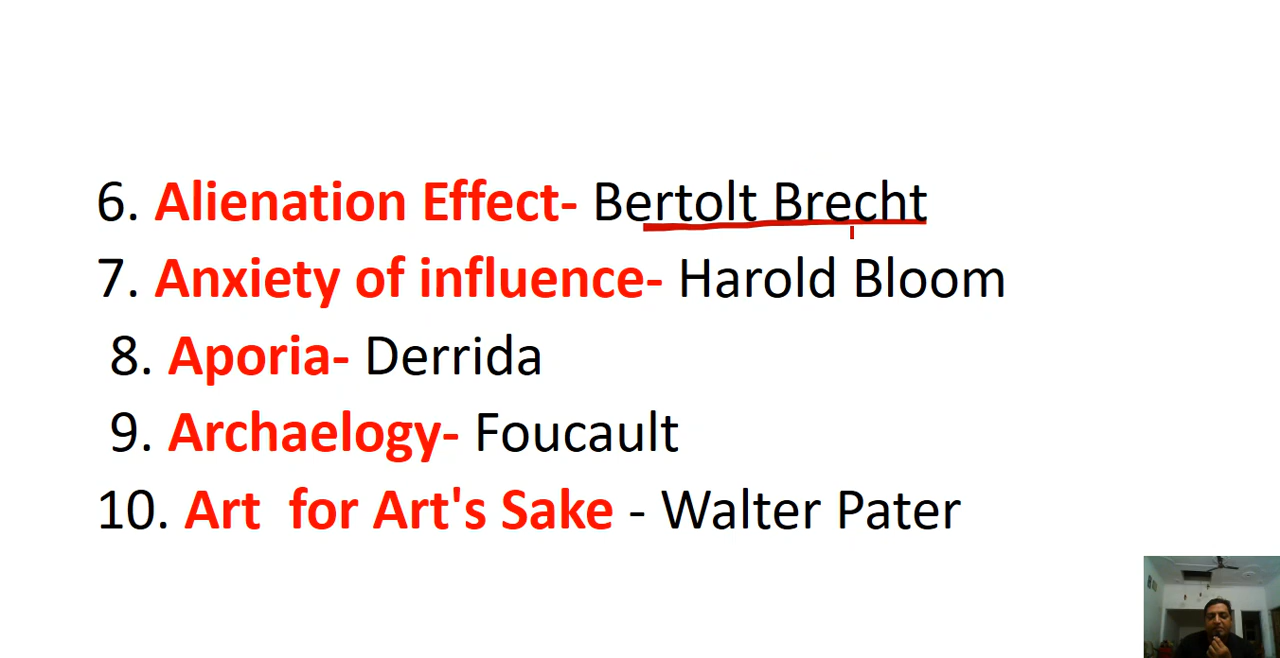 6. Alienation Effect- Bertolt Brecht
7. Anxiety of influence- Harold Bloom
8. Aporia- Derrida
9. Archaelogy- Foucault
10. Art for Art's Sake - Walter Pater